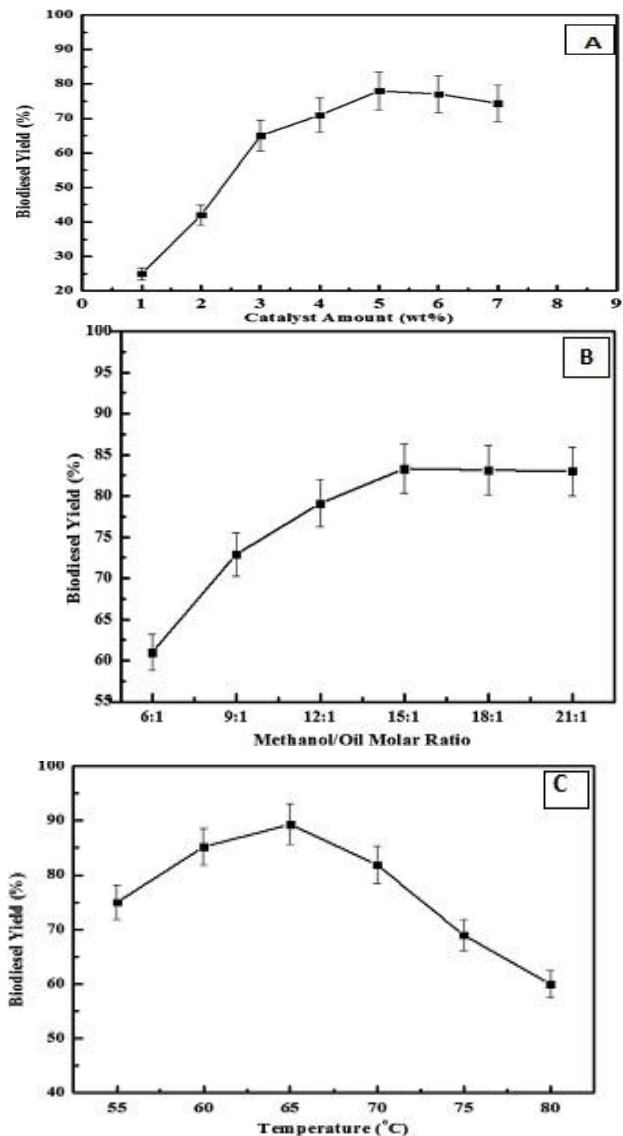 A
Biodiesel Yield (%)
90
80
70
60
50
40
30
20
0 1 2 3 4 5 6 7 8 9
Catalyst Amount (wt%)
B
Biodiesel Yield (%)
100
95
90
85
80
75
70
65
60
55
6:1 9:1 12:1 15:1 18:1 21:1
Methanol/Oil Molar Ratio
C
Biodiesel Yield (%)
100
90
80
70
60
50
40
55 60 65 70 75 80
Temperature (°C)